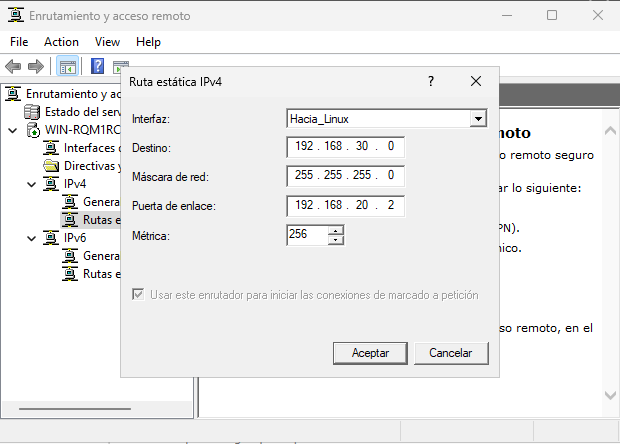 Enrutamiento y acceso remoto
File Action View Help
Enrutamiento y ac
Estado del serv
WIN-RQM1RC
Interfaces d
Directivas y
IPv4
Genera
Rutas e
IPv6
Genera
Rutas e
Ruta estática IPv4
?
Interfaz: Hacia_Linux
Destino: 192 . 168 . 30 . 0
Máscara de red: 255 . 255 . 255 . 0
Puerta de enlace: 192 . 168 . 20 . 2
Métrica: 256
Usar este enrutador para iniciar las conexiones de marcado a petición
Aceptar Cancelar
moto
o remoto seguro
ar lo siguiente:
PN).
nico.
so remoto, en el